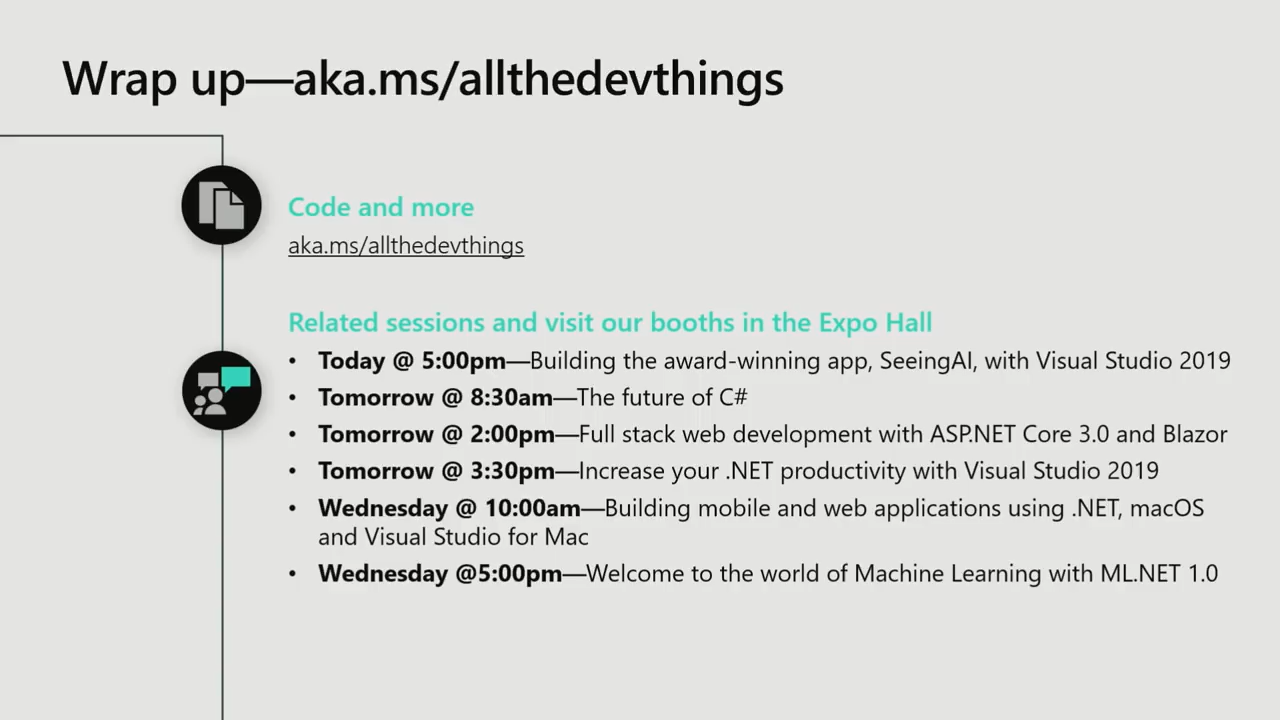 Wrap up—aka.ms/allthedevthings
Code and more
aka.ms/allthedevthings
Related sessions and visit our booths in the Expo Hall
• Today @ 5:00pm—Building the award-winning app, SeeingAI, with Visual Studio 2019
• Tomorrow @ 8:30am—The future of C#
• Tomorrow @ 2:00pm—Full stack web development with ASP.NET Core 3.0 and Blazor
• Tomorrow @ 3:30pm—Increase your .NET productivity with Visual Studio 2019
• Wednesday @ 10:00am—Building mobile and web applications using .NET, macOS
and Visual Studio for Mac
• Wednesday @5:00pm—Welcome to the world of Machine Learning with ML.NET 1.0